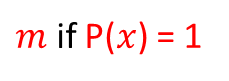 m if P(x) = 1